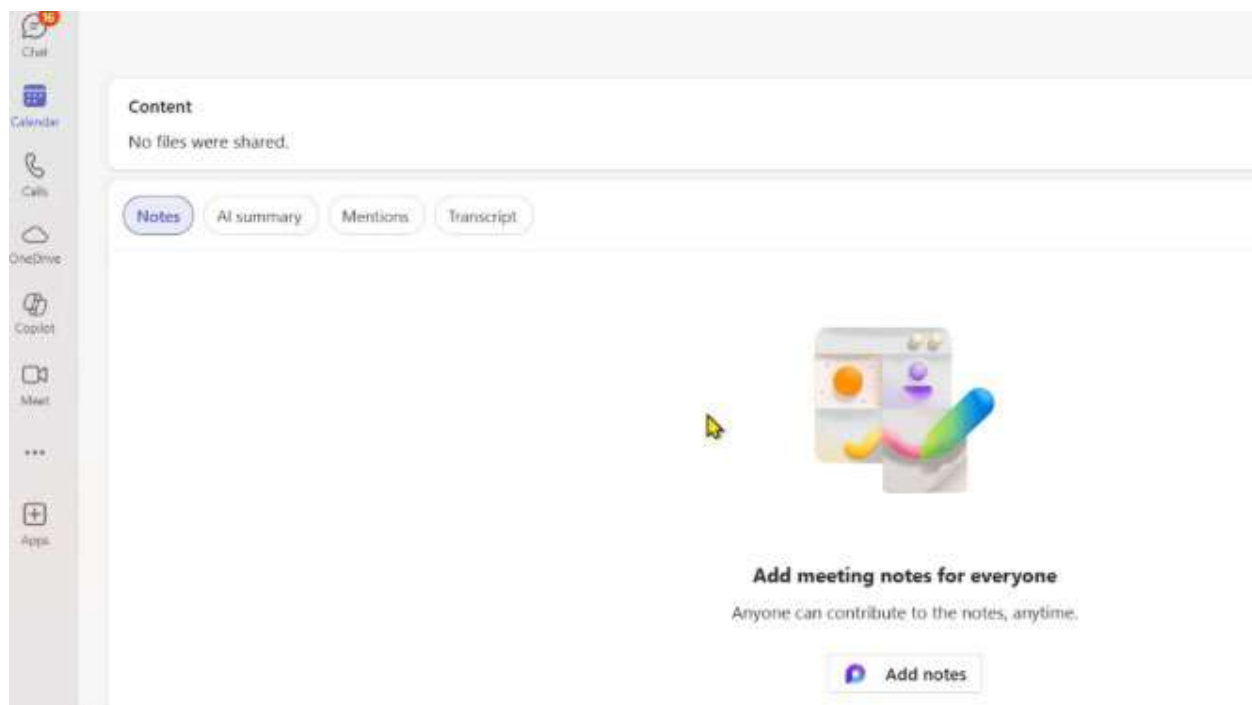 16
Chat
Calendar
Calls
OneDrive
Copilot
Meet
Apps
Content
No files were shared.
Notes AI summary Mentions Transcript
Add meeting notes for everyone
Anyone can contribute to the notes, anytime.
Add notes